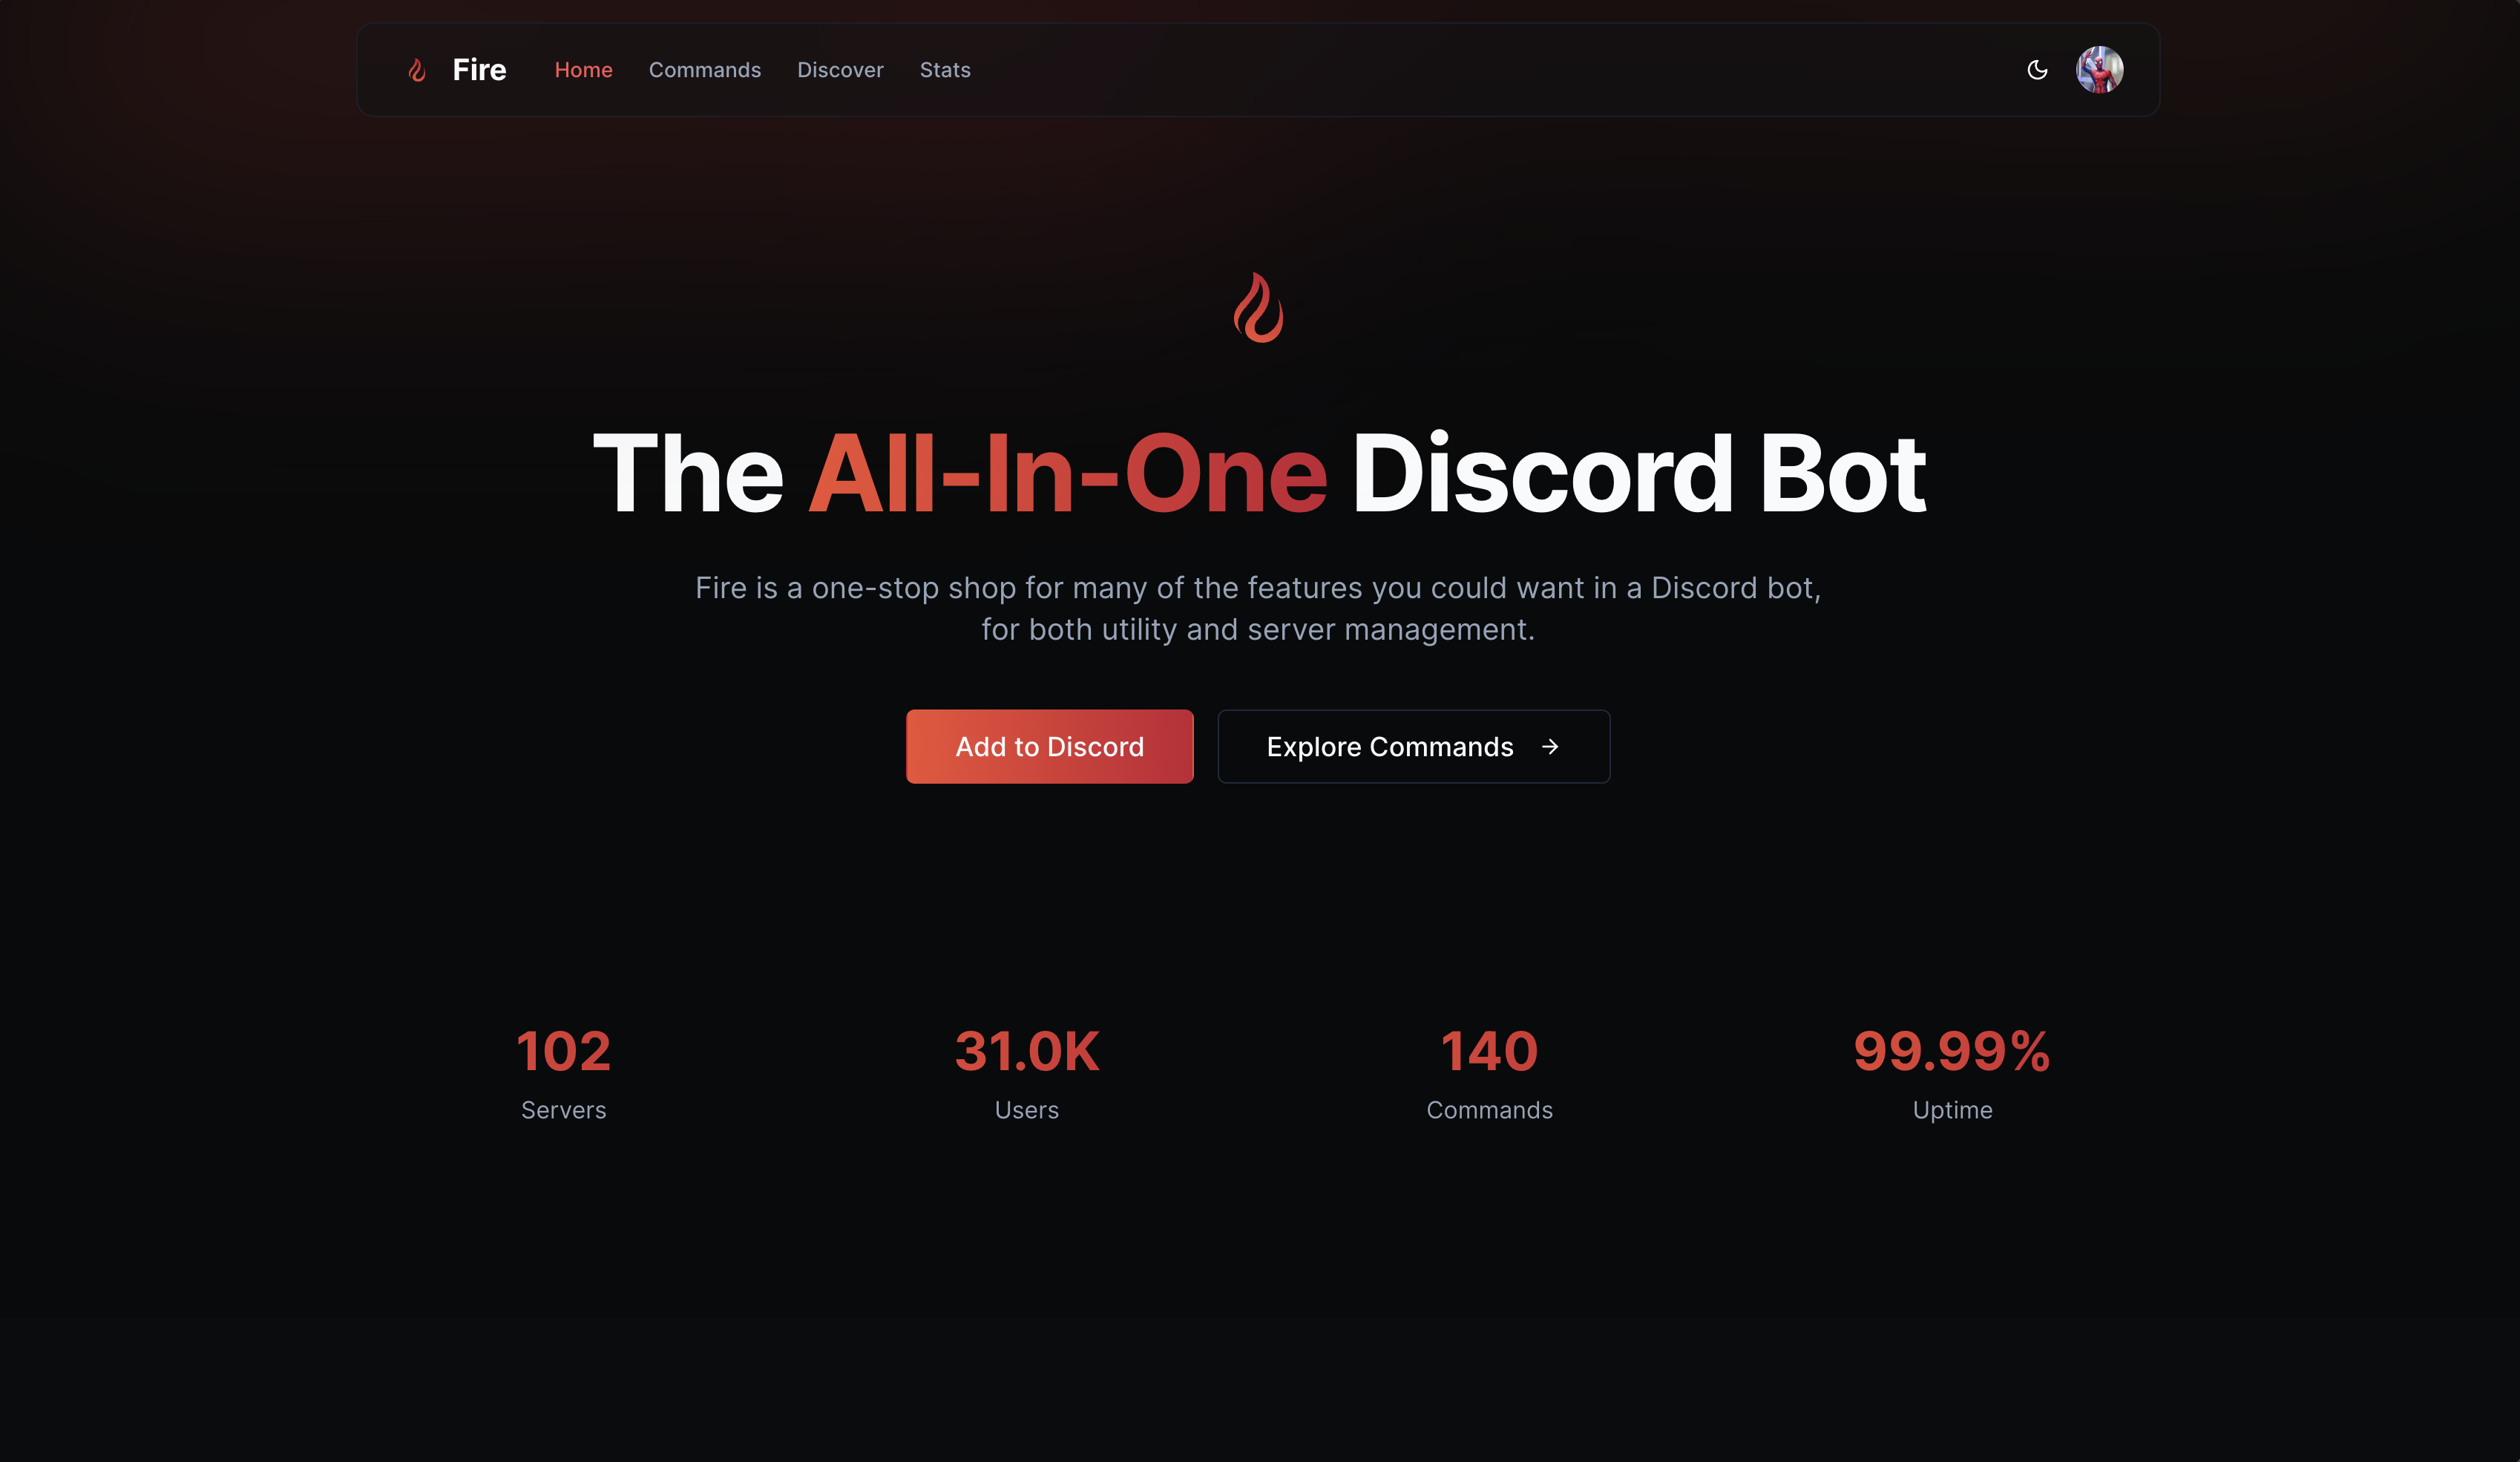 Fire Home Commands Discover Stats
The All-In-One Discord Bot
Fire is a one-stop shop for many of the features you could want in a Discord bot,
for both utility and server management.
Add to Discord Explore Commands →
102 31.0K 140 99.99%
Servers Users Commands Uptime